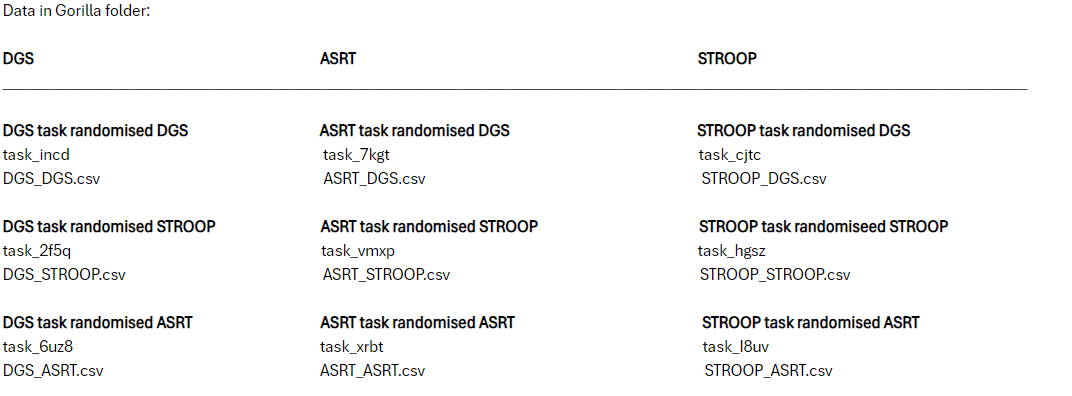 Data in Gorilla folder:
DGS ASRT STROOP
DGS task randomised DGS ASRT task randomised DGS STROOP task randomised DGS
task_incd task_7kgt task_cjtc
DGS_DGS.csv ASRT_DGS.csv STROOP_DGS.csv
DGS task randomised STROOP ASRT task randomised STROOP STROOP task randomiseed STROOP
task_2f5q task_vmxp task_hgsz
DGS_STROOP.csv ASRT_STROOP.csv STROOP_STROOP.csv
DGS task randomised ASRT ASRT task randomised ASRT STROOP task randomised ASRT
task_6uz8 task_xrbt task_l8uv
DGS_ASRT.csv ASRT_ASRT.csv STROOP_ASRT.csv